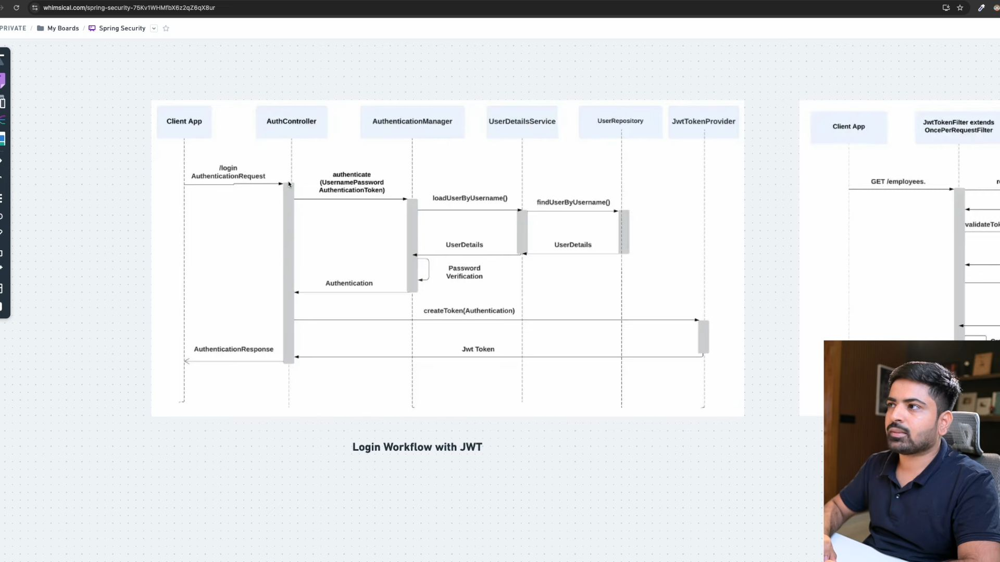 whimsical.com/spring-security-75Kv1WHMfbX6z2qZ6qX8ur
PRIVATE / My Boards / Spring Security
Client App
AuthController
AuthenticationManager
UserDetailsService
UserRepository
JwtTokenProvider
/login
AuthenticationRequest
authenticate
(UsernamePassword
AuthenticationToken)
loadUserByUsername()
findUserByUsername()
UserDetails
UserDetails
Password
Verification
Authentication
createToken(Authentication)
AuthenticationResponse
Jwt Token
Login Workflow with JWT
Client App
JwtTokenFilter extends
OncePerRequestFilter
GET /employees.